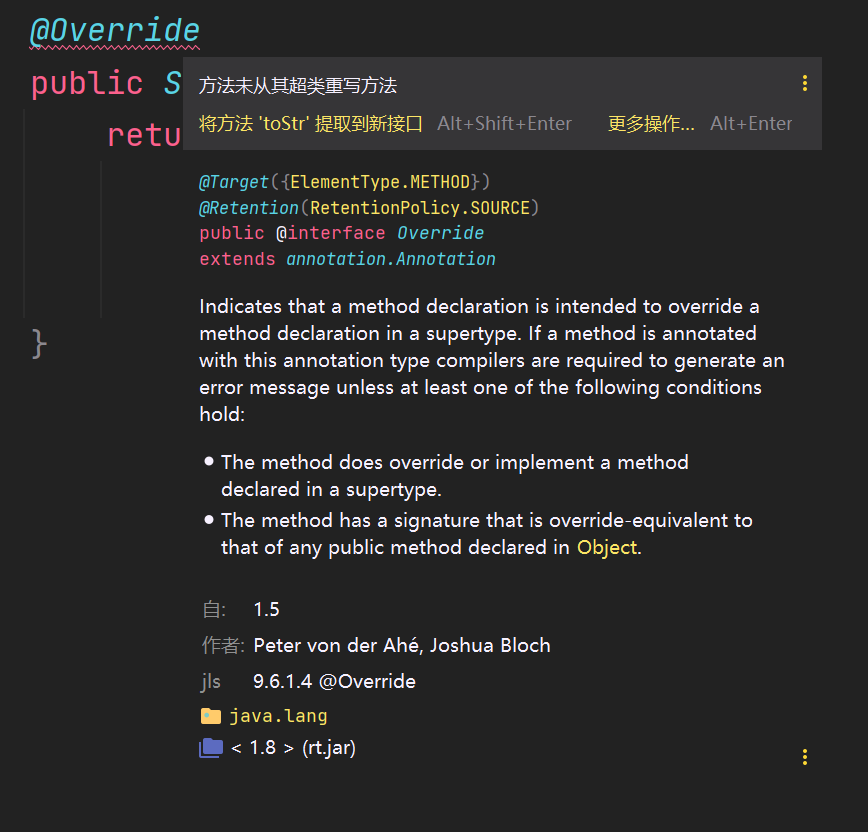 @Override
public S
方法未从其超类重写方法
将方法 'toStr' 提取到新接口 Alt+Shift+Enter 更多操作... Alt+Enter
retu
@Target({ElementType.METHOD})
@Retention(RetentionPolicy.SOURCE)
public @interface Override
extends annotation.Annotation
Indicates that a method declaration is intended to override a
method declaration in a supertype. If a method is annotated
with this annotation type compilers are required to generate an
error message unless at least one of the following conditions
hold:
}
• The method does override or implement a method
declared in a supertype.
• The method has a signature that is override-equivalent to
that of any public method declared in Object.
自: 1.5
作者: Peter von der Ahé, Joshua Bloch
jls 9.6.1.4 @Override
java.lang
< 1.8 > (rt.jar)